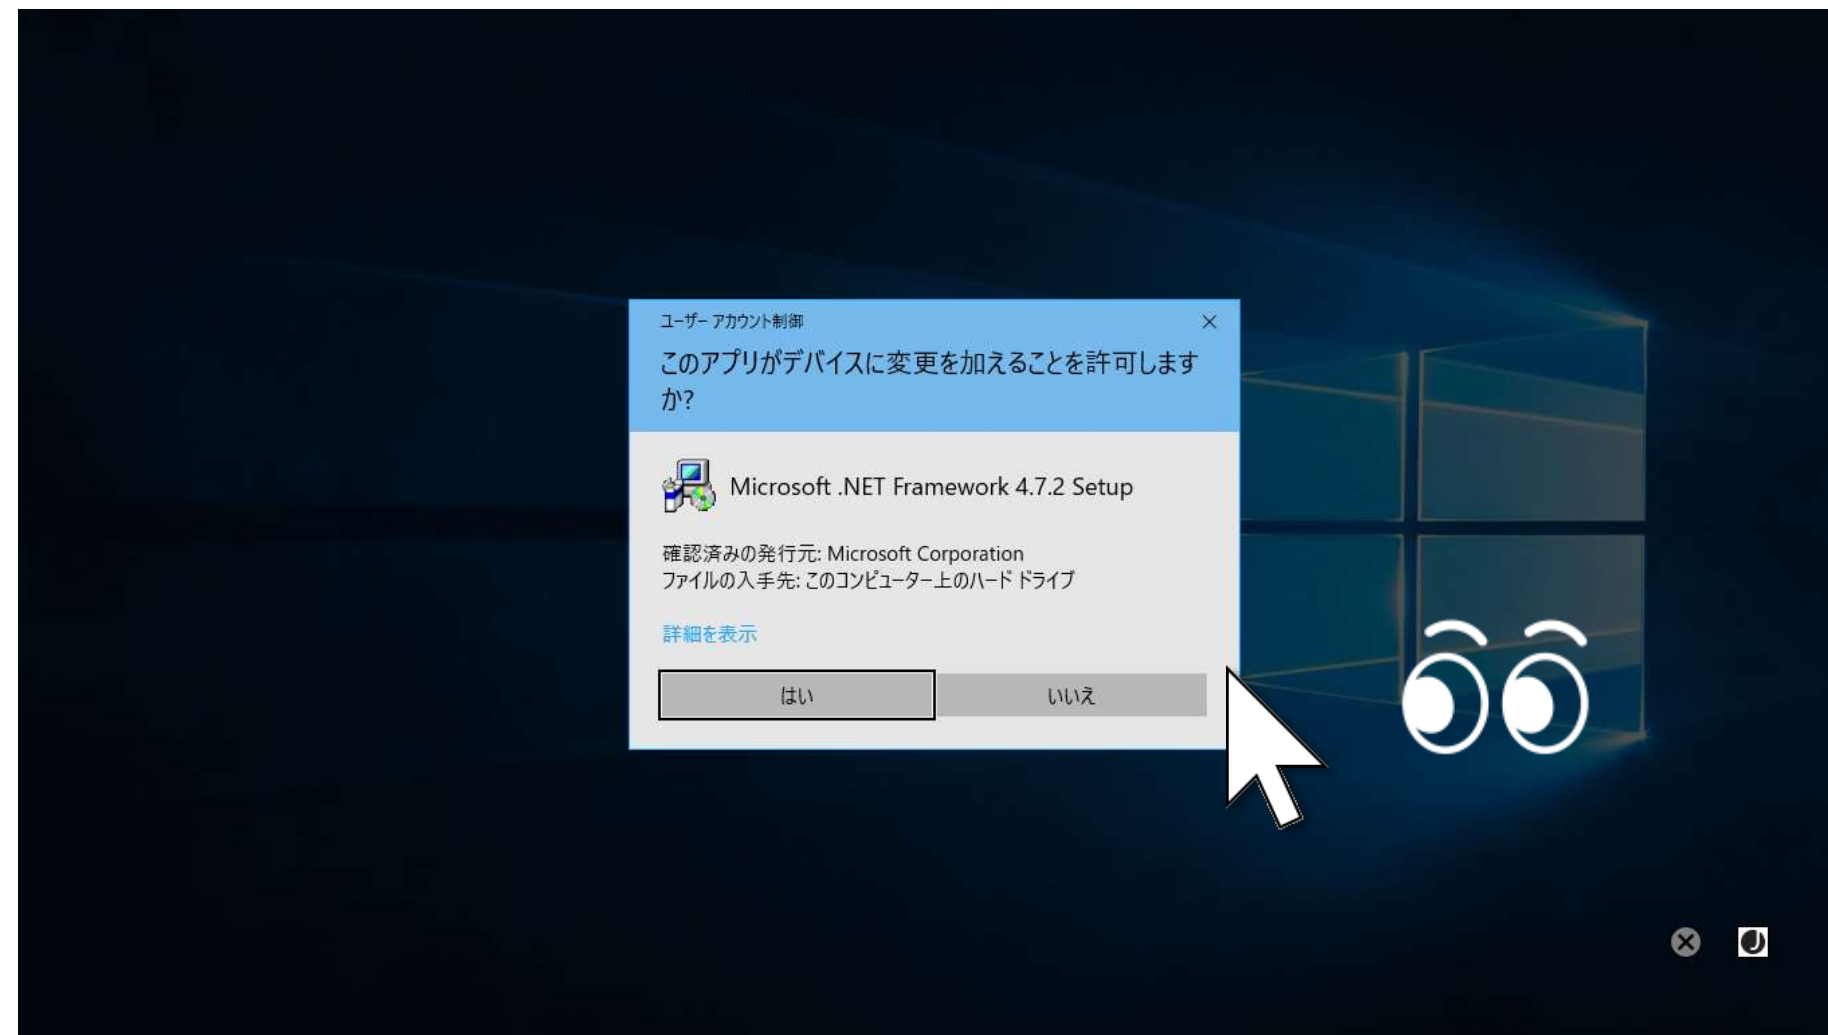 ユーザー アカウント制御
このアプリがデバイスに変更を加えることを許可します
か?
Microsoft .NET Framework 4.7.2 Setup
確認済みの発行元: Microsoft Corporation
ファイルの入手先: このコンピューター上のハード ドライブ
詳細を表示
はい
いいえ
J